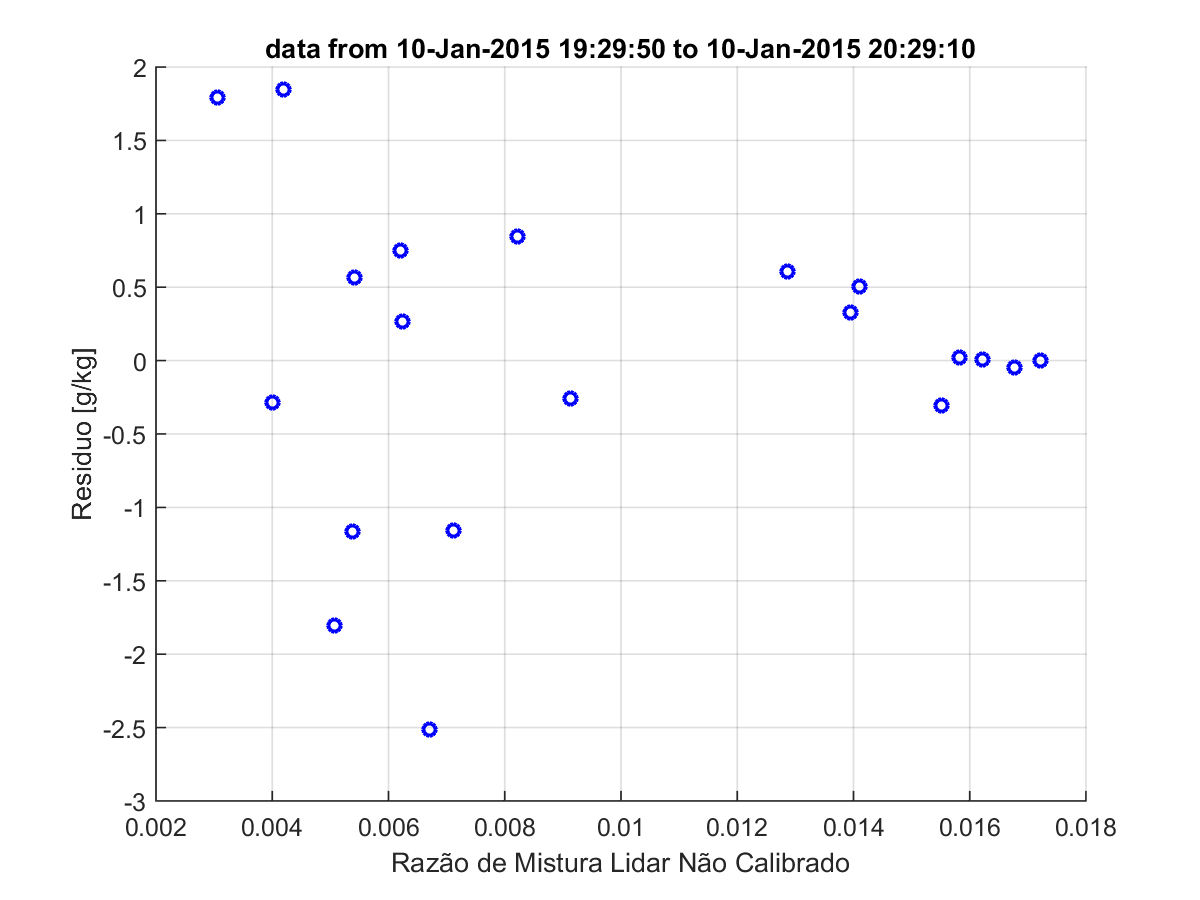 data from 10-Jan-2015 19:29:50 to 10-Jan-2015 20:29:10
2
1.5
1
0.5
0
-0.5
-1
-1.5
-2
-2.5
-3
Residuo [g/kg]
0.002 0.004 0.006 0.008 0.01 0.012 0.014 0.016 0.018
Razão de Mistura Lidar Não Calibrado